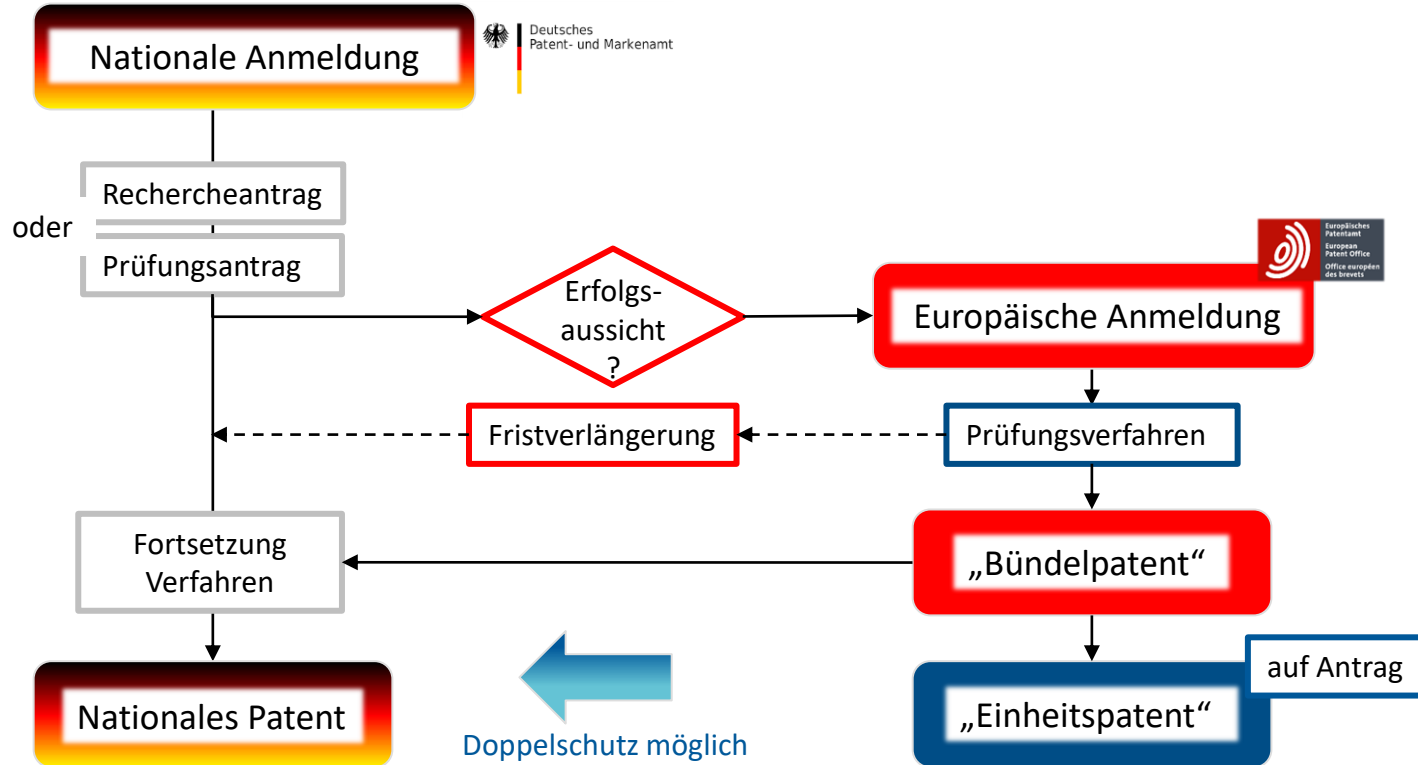 Nationale Anmeldung
Deutsches
Patent- und Markenamt
Rechercheantrag
oder
Prüfungsantrag
Erfolgs-
aussicht
?
Europäisches
Patentamt
European
Patent Office
Office européen
des brevets
Europäische Anmeldung
Fristverlängerung
Prüfungsverfahren
Fortsetzung
Verfahren
„Bündelpatent“
auf Antrag
Nationales Patent
Doppelschutz möglich
„Einheitspatent“